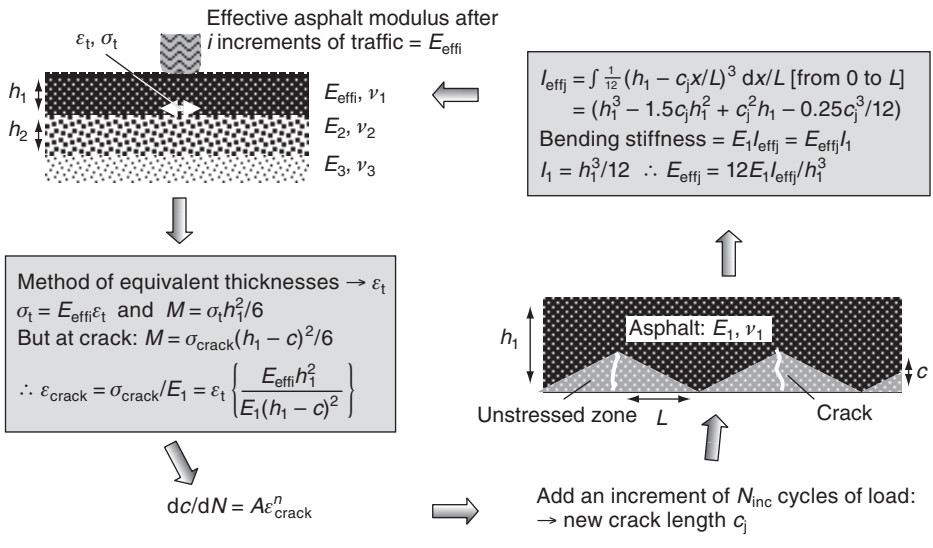 Effective asphalt modulus after
i increments of traffic = E_effi
ε_t, σ_t
h_1
E_effi, ν_1
h_2
E_2, ν_2
E_3, ν_3
Method of equivalent thicknesses → ε_t
σ_t = E_effi ε_t and M = σ_t h_1^2/6
But at crack: M = σ_crack(h_1 − c)^2/6
∴ ε_crack = σ_crack/E_1 = ε_t { E_effi h_1^2 / E_1(h_1 − c)^2 }
dc/dN = Aε^n_crack
Add an increment of N_inc cycles of load:
→ new crack length c_j
h_1
Asphalt: E_1, ν_1
c
Unstressed zone
L
Crack
I_effj = ∫ 1/12 (h_1 − c_j x/L)^3 dx/L [from 0 to L]
= (h_1^3 − 1.5c_j h_1^2 + c_j^2 h_1 − 0.25c_j^3/12)
Bending stiffness = E_1 I_effj = E_effj I_1
I_1 = h_1^3/12 ∴ E_effj = 12E_1 I_effj/h_1^3